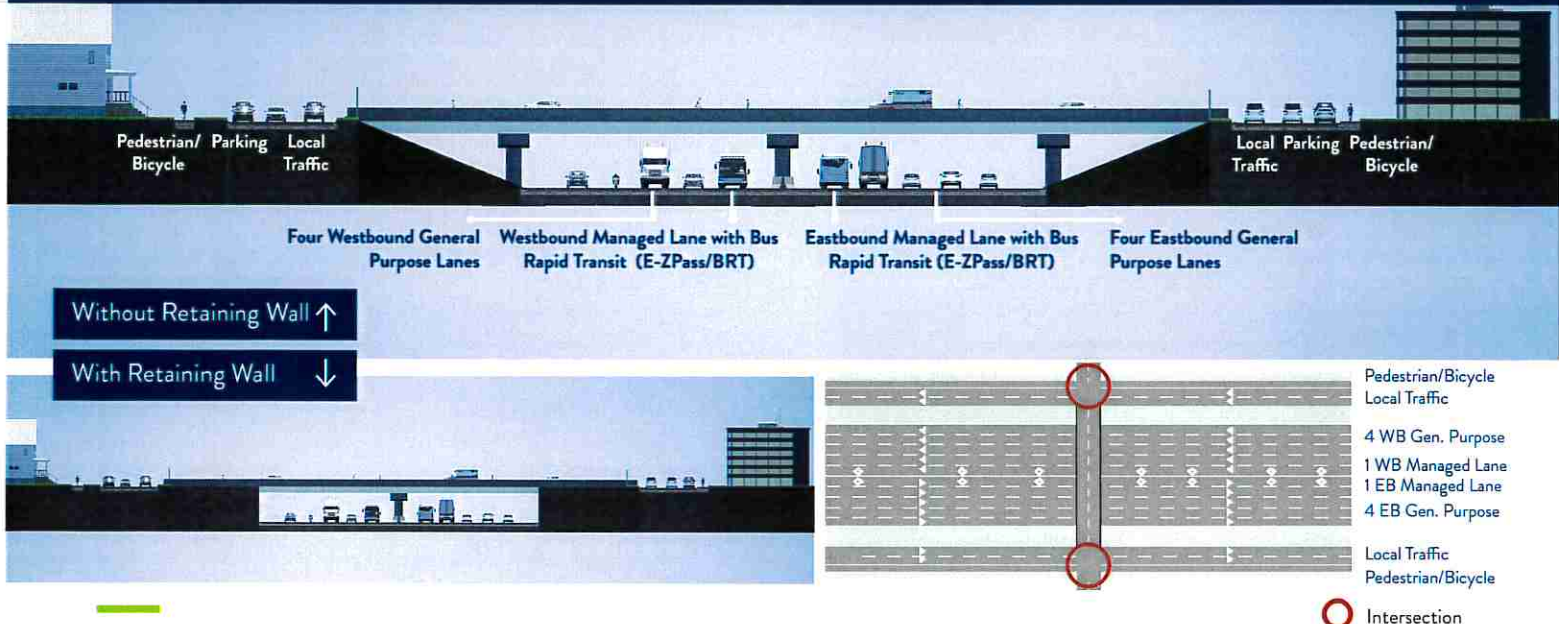 Pedestrian/
Bicycle
Parking
Local
Traffic
Local
Traffic
Parking
Pedestrian/
Bicycle
Four Westbound General
Purpose Lanes
Westbound Managed Lane with Bus
Rapid Transit (E-ZPass/BRT)
Eastbound Managed Lane with Bus
Rapid Transit (E-ZPass/BRT)
Four Eastbound General
Purpose Lanes
Without Retaining Wall ↑
With Retaining Wall ↓
Pedestrian/Bicycle
Local Traffic
4 WB Gen. Purpose
1 WB Managed Lane
1 EB Managed Lane
4 EB Gen. Purpose
Local Traffic
Pedestrian/Bicycle
Intersection